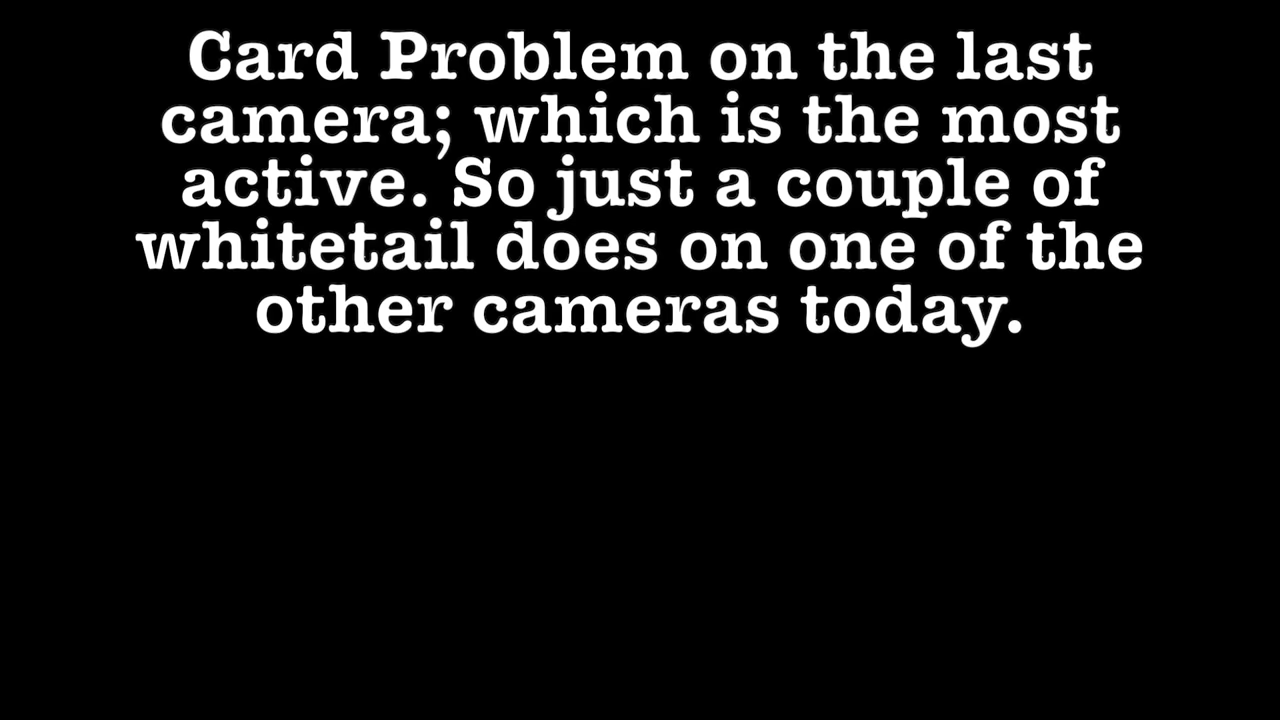 Card Problem on the last
camera; which is the most
active. So just a couple of
whitetail does on one of the
other cameras today.